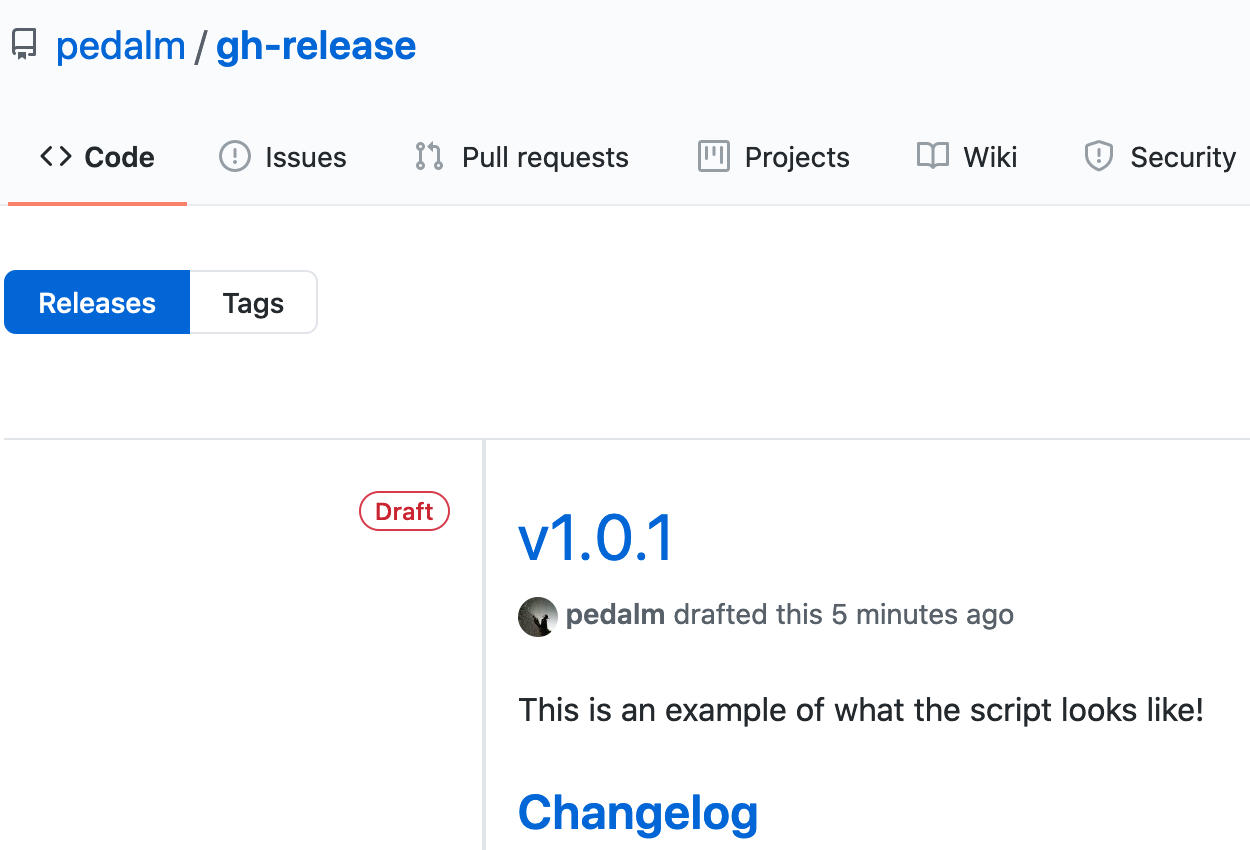 pedalm / gh-release
Code Issues Pull requests Projects Wiki Security
Releases Tags
Draft
v1.0.1
pedalm drafted this 5 minutes ago
This is an example of what the script looks like!
Changelog